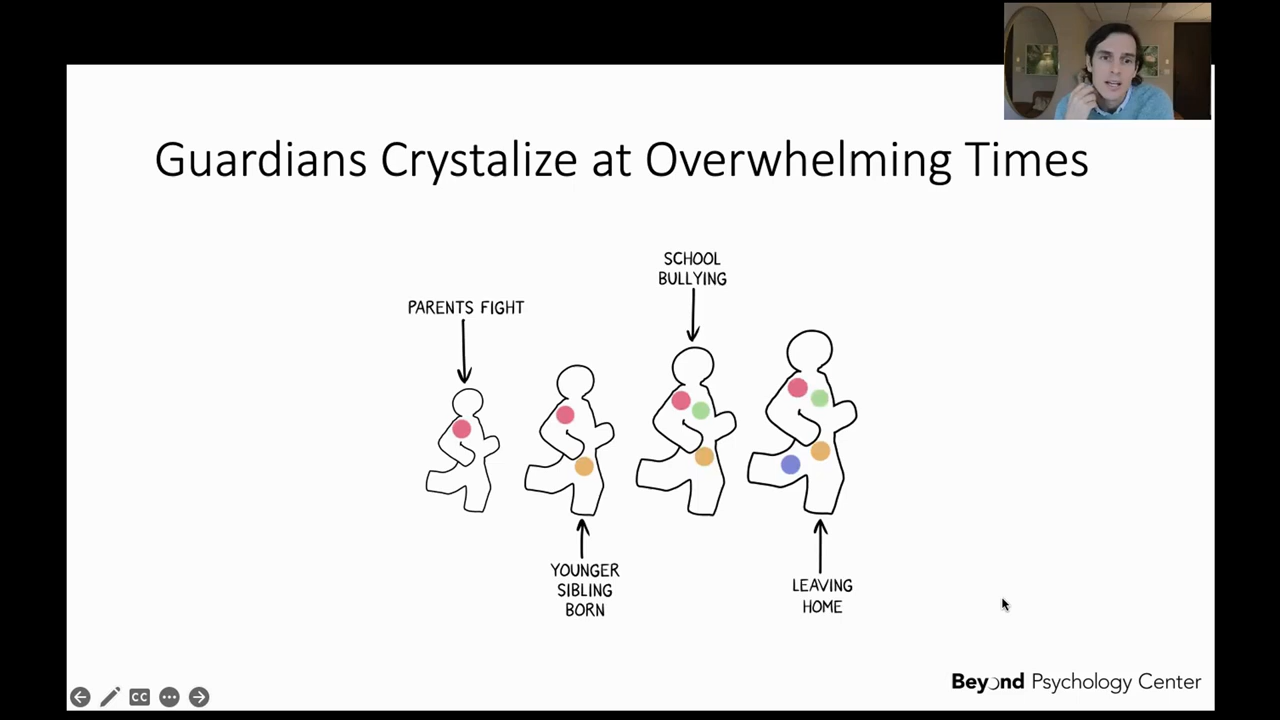 Guardians Crystalize at Overwhelming Times
SCHOOL
BULLYING
PARENTS FIGHT
YOUNGER
SIBLING
BORN
LEAVING
HOME
Beyond Psychology Center
CC